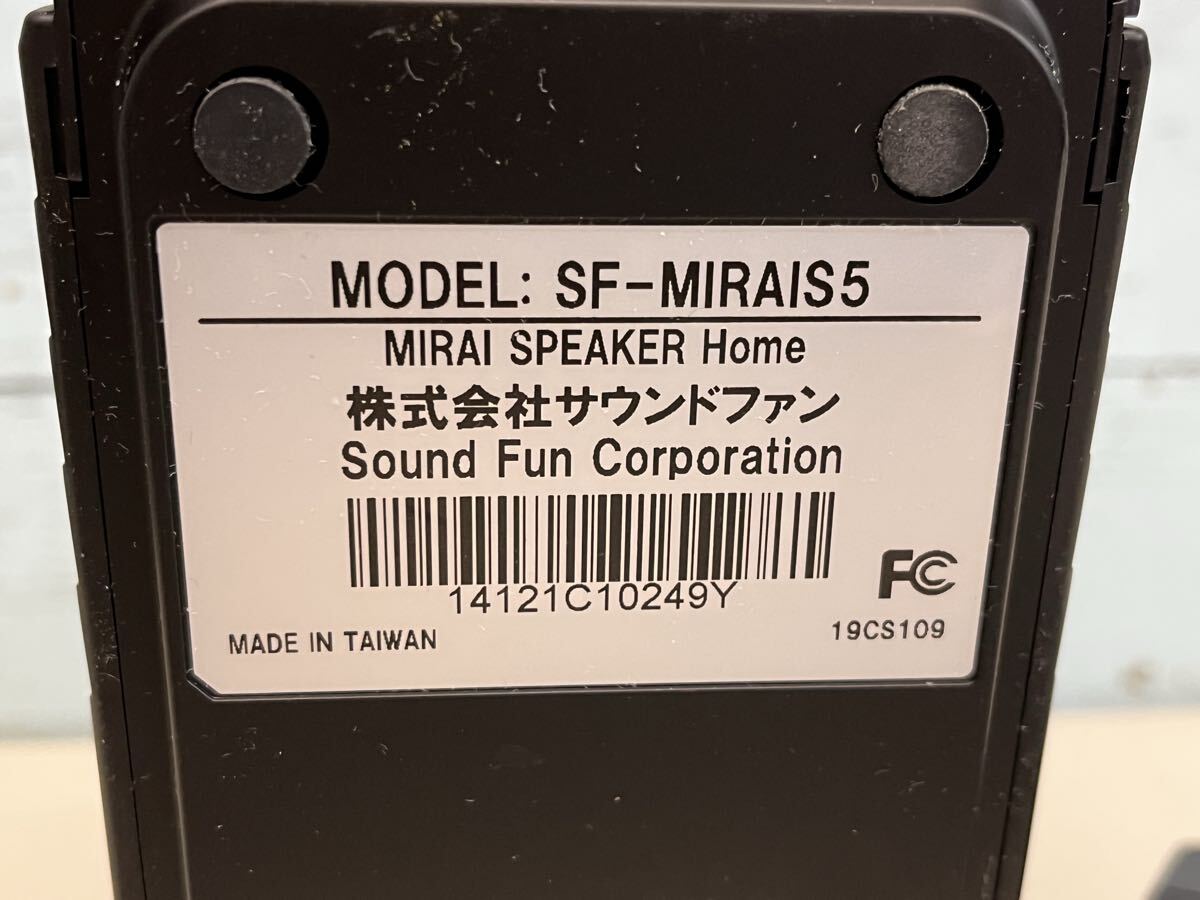 MODEL: SF-MIRAIS5
MIRAI SPEAKER Home
株式会社サウンドファン
Sound Fun Corporation
14121C10249Y
FC
MADE IN TAIWAN
19CS109